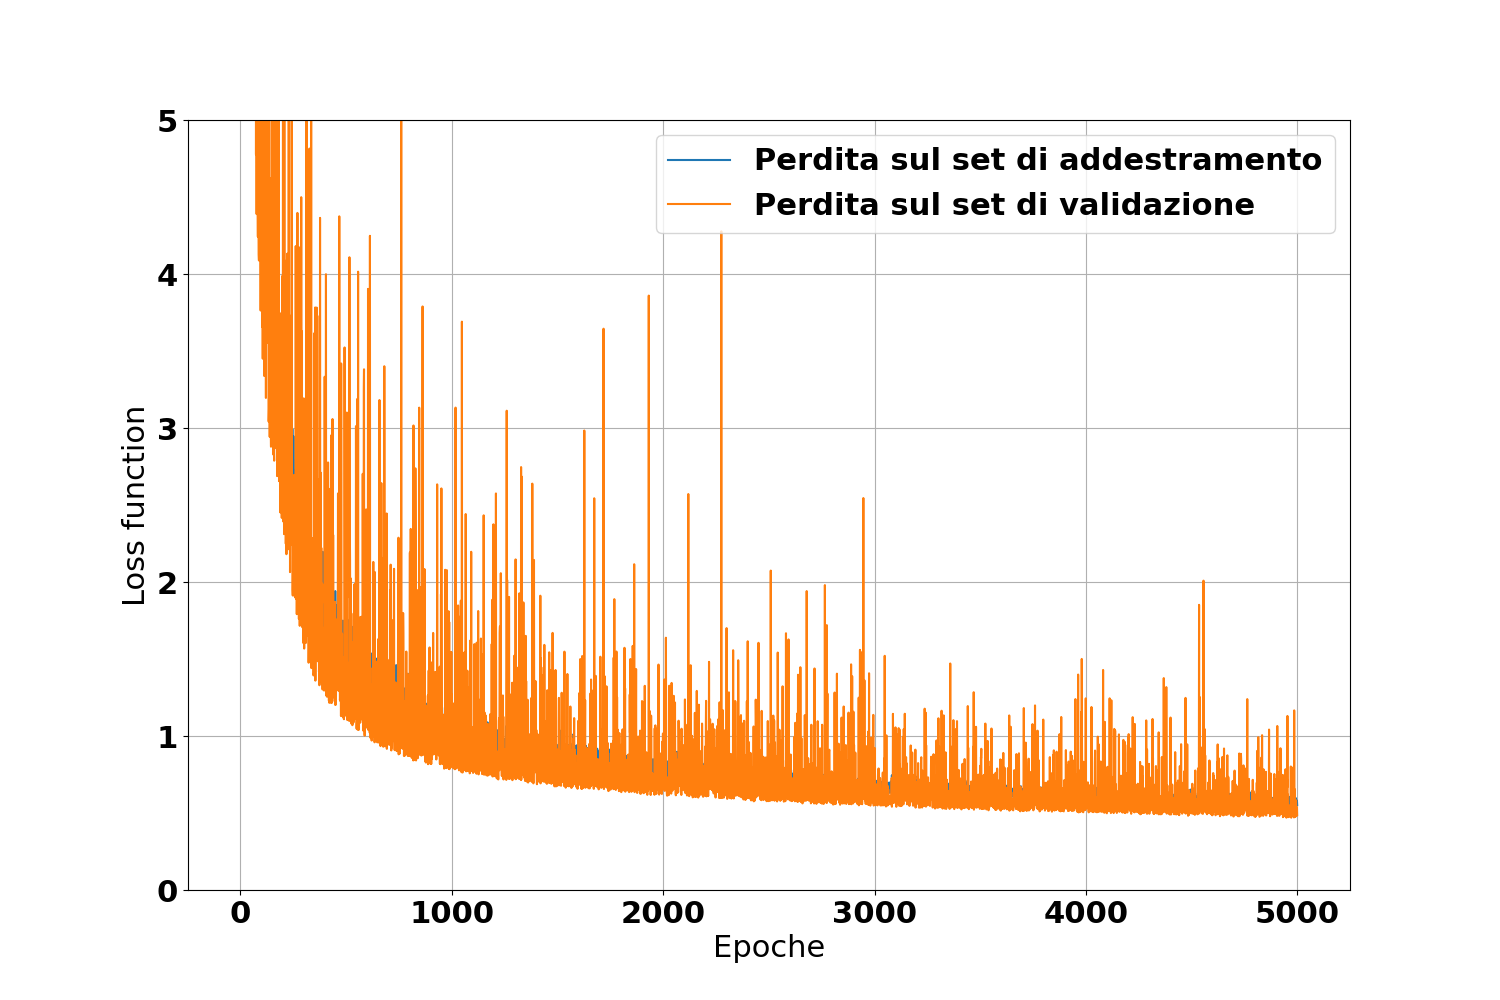 Perdita sul set di addestramento
Perdita sul set di validazione
5
4
3
2
1
0
Loss function
0 1000 2000 3000 4000 5000
Epoche